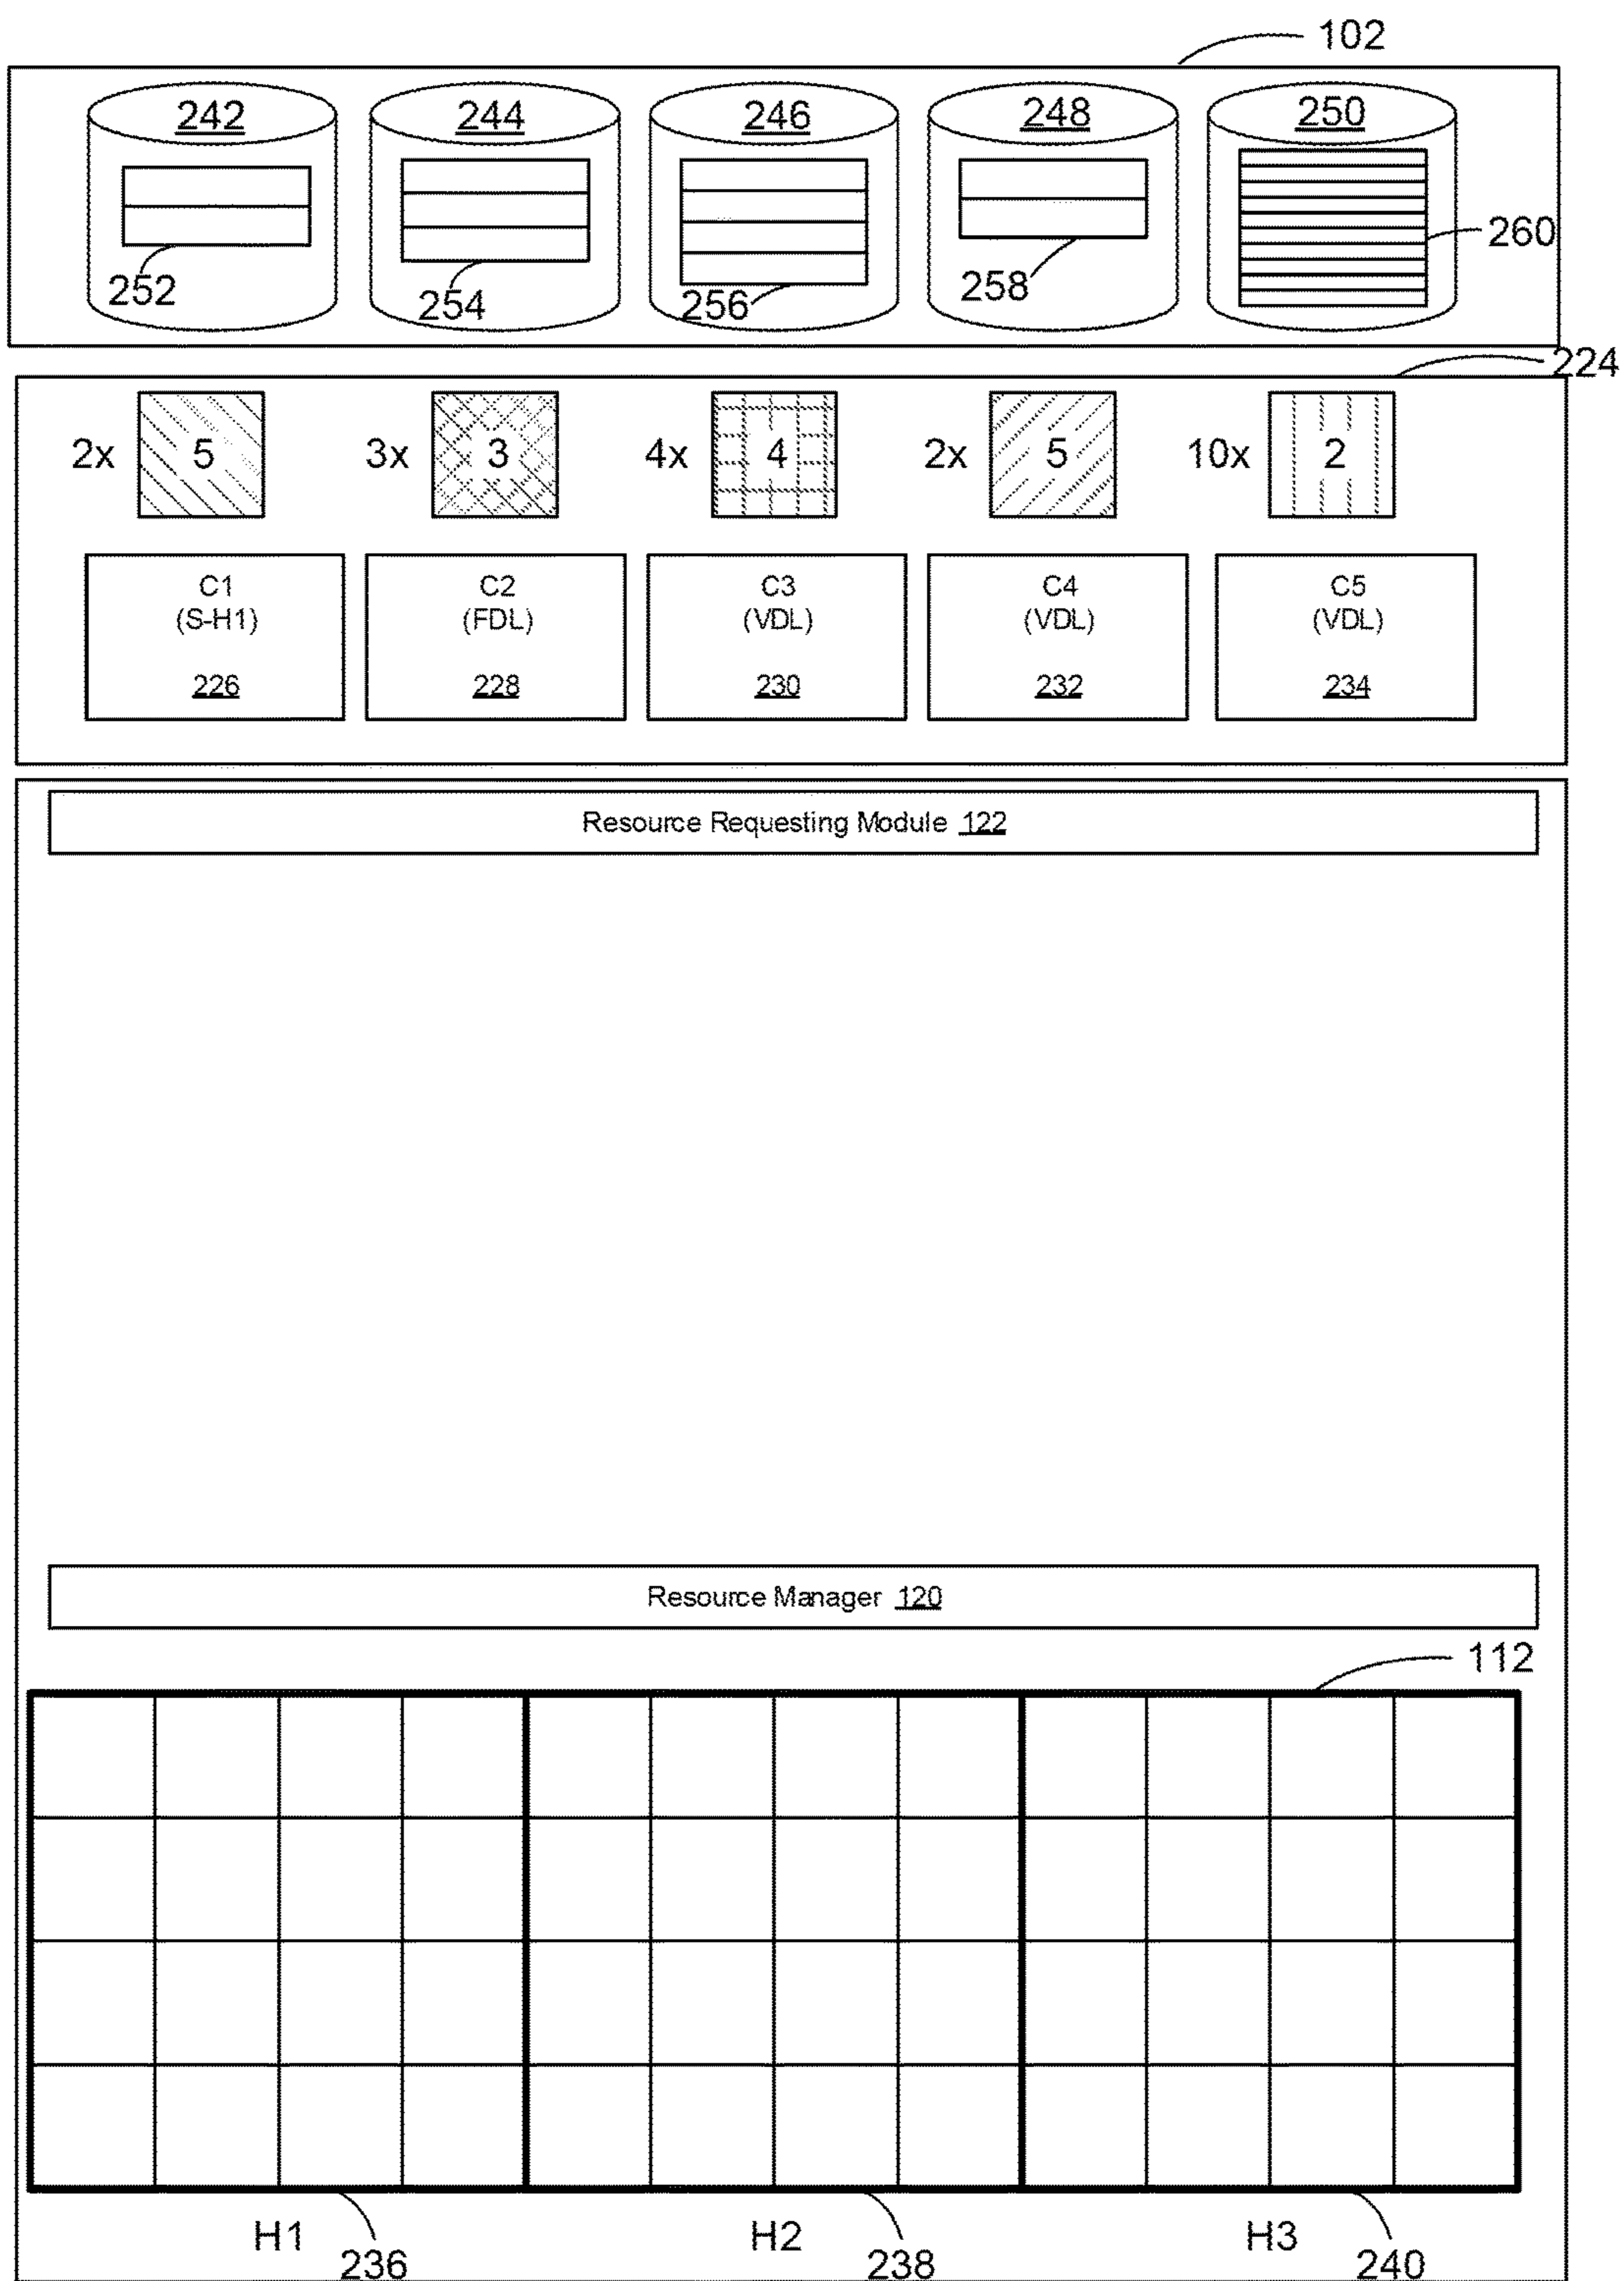 102
242 244 246 248 250
260
252 254 256 258
224
2x 5 3x 3 4x 4 2x 5 10x 2
C1 C2 C3 C4 C5
(S-H1) (FDL) (VDL) (VDL) (VDL)
226 228 230 232 234
Resource Requesting Module 122
Resource Manager 120
112
H1 H2 H3
236 238 240